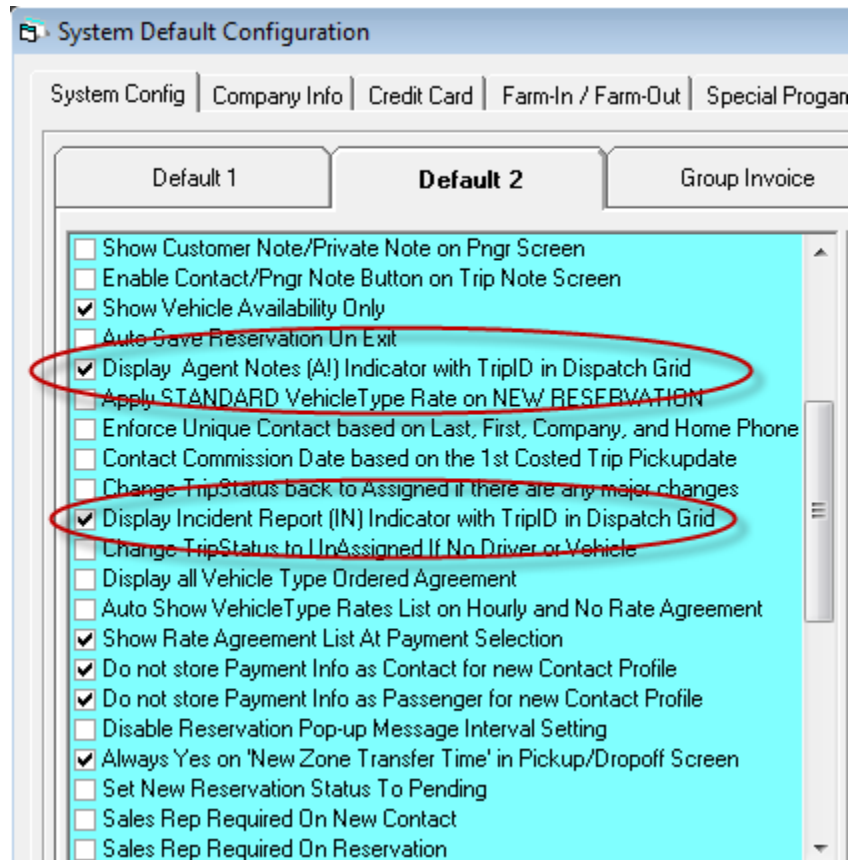 System Default Configuration
System Config Company Info Credit Card Farm-In / Farm-Out Special Progam
Default 1 Default 2 Group Invoice
Show Customer Note/Private Note on Pngr Screen
Enable Contact/Pngr Note Button on Trip Note Screen
Show Vehicle Availability Only
Auto Save Reservation On Exit
Display Agent Notes (A!) Indicator with TripID in Dispatch Grid
Apply STANDARD VehicleType Rate on NEW RESERVATION
Enforce Unique Contact based on Last, First, Company, and Home Phone
Contact Commission Date based on the 1st Costed Trip Pickupdate
Change TripStatus back to Assigned if there are any major changes
Display Incident Report (IN) Indicator with TripID in Dispatch Grid
Change TripStatus to UnAssigned If No Driver or Vehicle
Display all Vehicle Type Ordered Agreement
Auto Show VehicleType Rates List on Hourly and No Rate Agreement
Show Rate Agreement List At Payment Selection
Do not store Payment Info as Contact for new Contact Profile
Do not store Payment Info as Passenger for new Contact Profile
Disable Reservation Pop-up Message Interval Setting
Always Yes on 'New Zone Transfer Time' in Pickup/Dropoff Screen
Set New Reservation Status To Pending
Sales Rep Required On New Contact
Sales Rep Required On Reservation